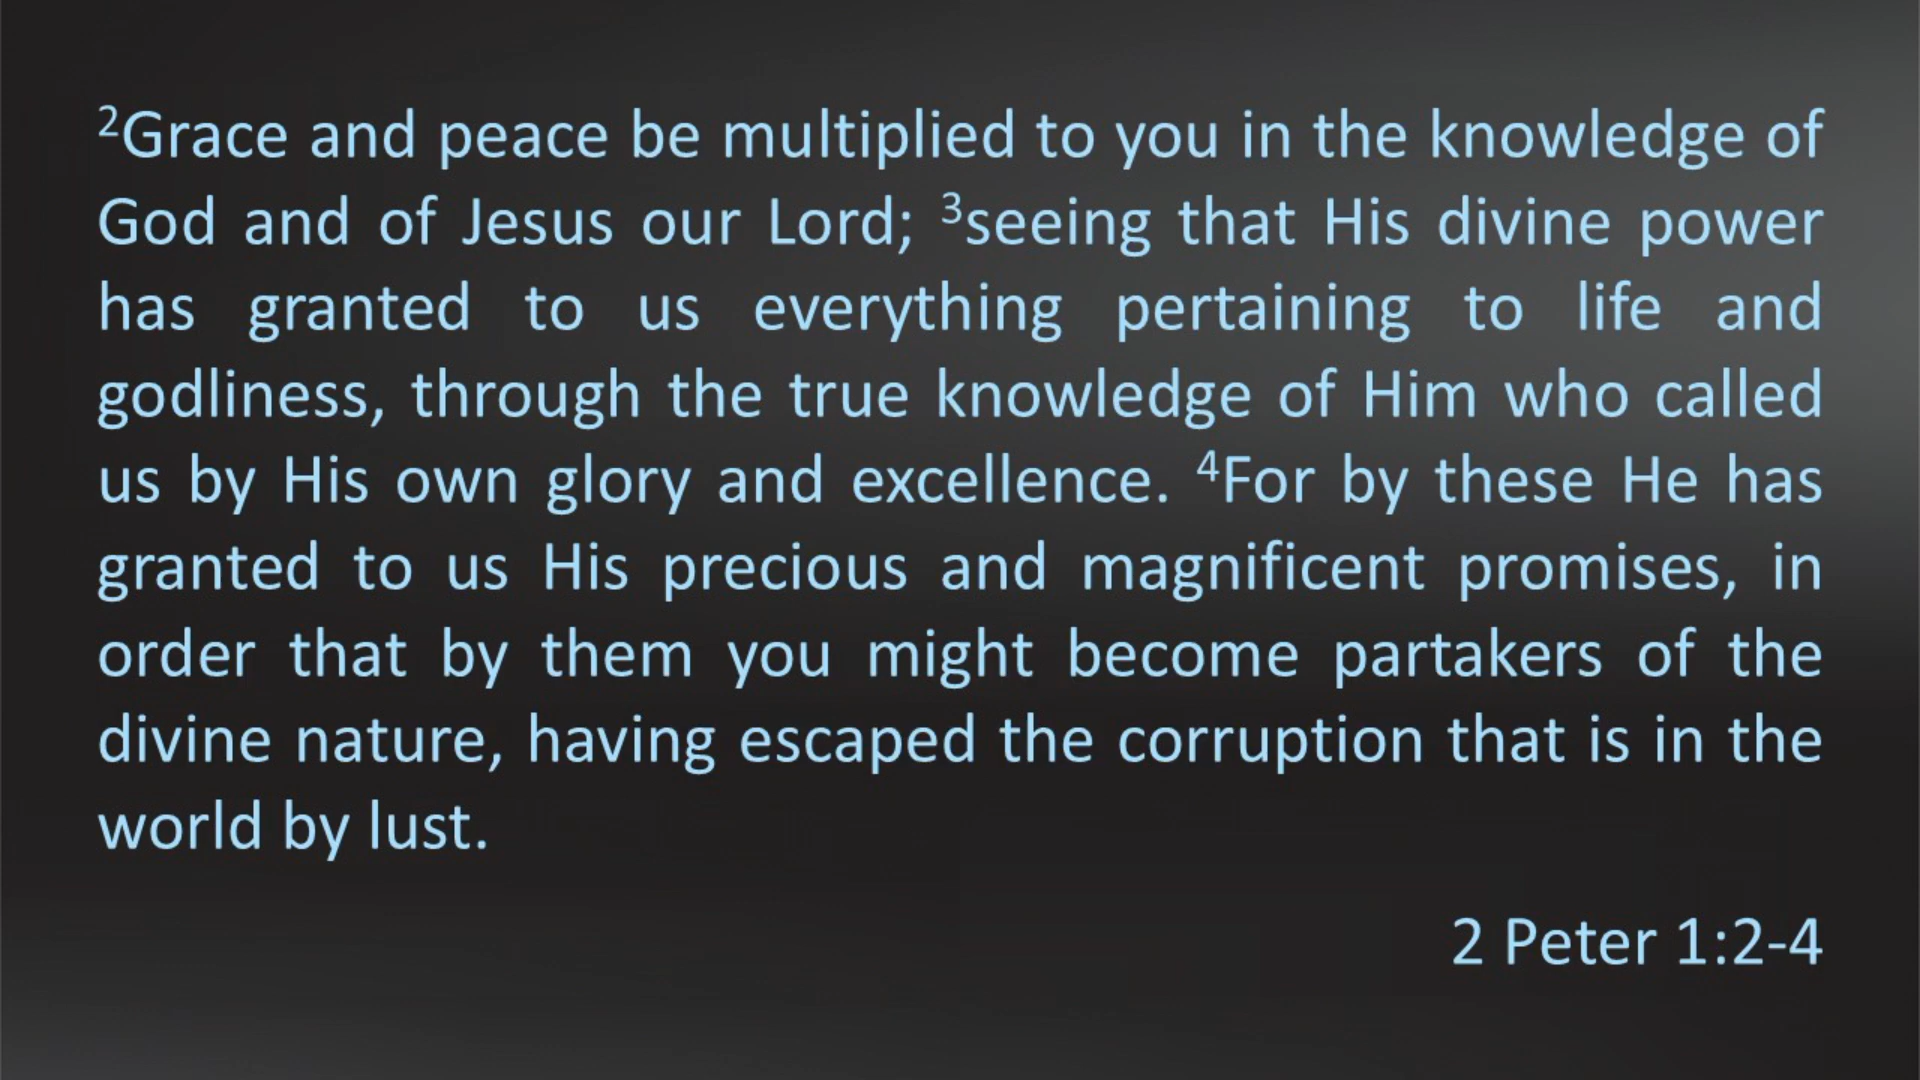 ²Grace and peace be multiplied to you in the knowledge of
God and of Jesus our Lord; ³seeing that His divine power
has granted to us everything pertaining to life and
godliness, through the true knowledge of Him who called
us by His own glory and excellence. ⁴For by these He has
granted to us His precious and magnificent promises, in
order that by them you might become partakers of the
divine nature, having escaped the corruption that is in the
world by lust.
2 Peter 1:2-4